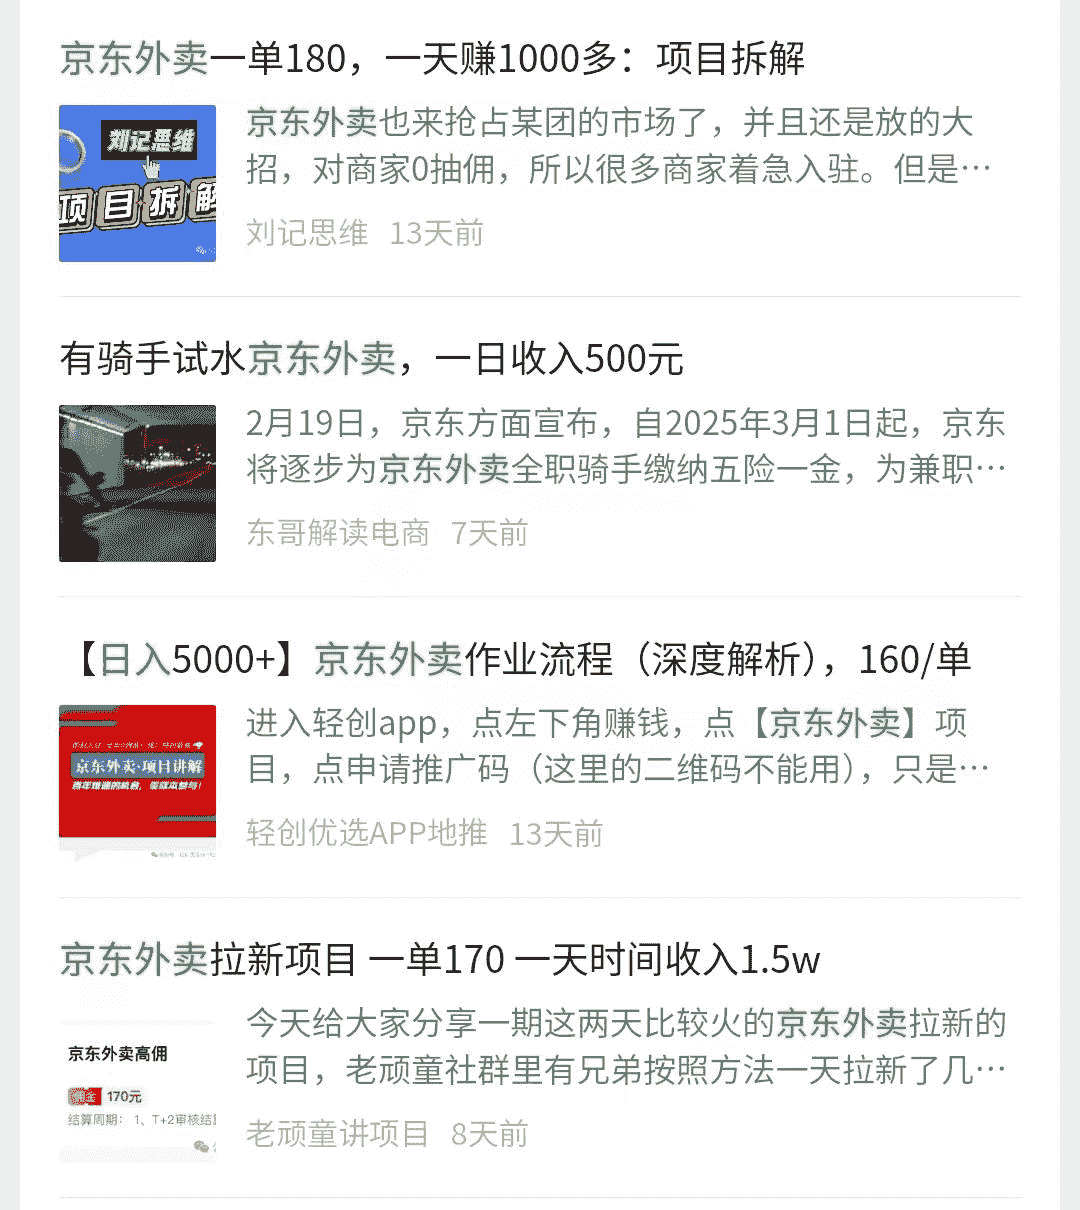 京东外卖一单180，一天赚1000多：项目拆解
刘记思维
项目拆解
京东外卖也来抢占某团的市场了，并且还是放的大
招，对商家0抽佣，所以很多商家着急入驻。但是…
刘记思维 13天前
有骑手试水京东外卖，一日收入500元
2月19日，京东方面宣布，自2025年3月1日起，京东
将逐步为京东外卖全职骑手缴纳五险一金，为兼职…
东哥解读电商 7天前
【日入5000+】京东外卖作业流程（深度解析），160/单
京东外卖·项目讲解
进入轻创app，点左下角赚钱，点【京东外卖】项
目，点申请推广码（这里的二维码不能用），只是…
轻创优选APP地推 13天前
京东外卖拉新项目 一单170 一天时间收入1.5w
京东外卖高佣
170元
结算周期： 1、T+2审核结算
今天给大家分享一期这两天比较火的京东外卖拉新的
项目，老顽童社群里有兄弟按照方法一天拉新了几…
老顽童讲项目 8天前